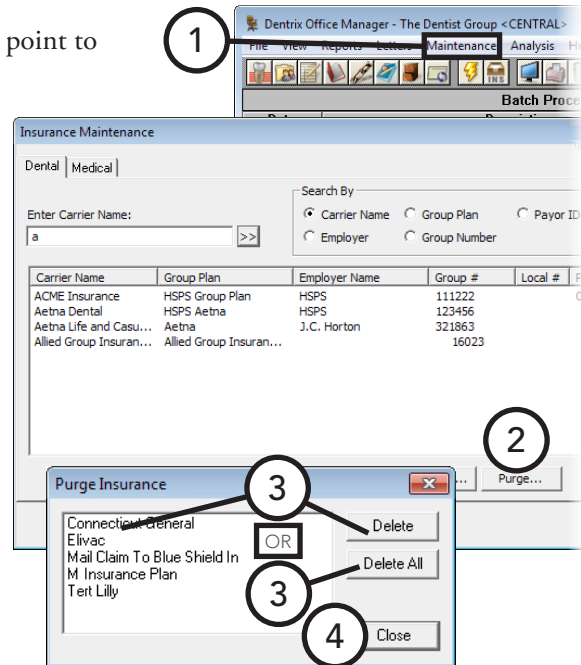 point to
1
Dentrix Office Manager - The Dentist Group <CENTRAL>
File View Reports Letters Maintenance Analysis
INS
Batch
Insurance Maintenance
Dental Medical
Search By
Enter Carrier Name:
Carrier Name Group Plan Payor ID
a >> Employer Group Number
Carrier Name Group Plan Employer Name Group # Local #
ACME Insurance HSPS Group Plan HSPS 111222
Aetna Dental HSPS Aetna HSPS 123456
Aetna Life and Casu... Aetna J.C. Horton 321863
Allied Group Insuran... Allied Group Insuran... 16023
2
... Purge...
Purge Insurance
3
Connecticut General Delete
Elivac OR
Mail Claim To Blue Shield In Delete All
M Insurance Plan
3
Tert Lilly
4 Close